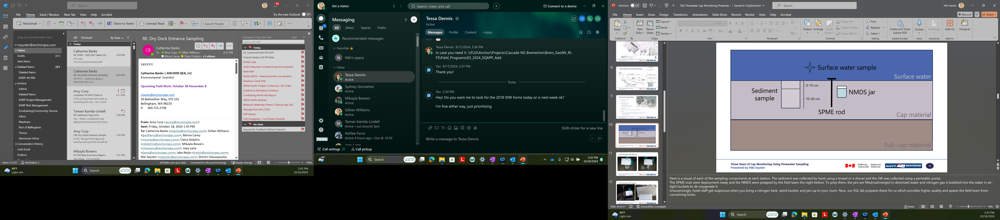 Search
11
File Home Send / Receive New Tab View Help Acrobat
Try the new Outlook Off
New Email
Share to Teams
Unread/ Read
Search People
Drag Your Favorite Folders Here
nseyster@anchorqea.com
Inbox
Drafts [41]
Sent Items
Deleted Items 221
Deleted Items
EHRP-VH PM
Archive
Admin
Deleted Items
EHRP Project Management
EHRP Risk Management
Fundraising/Community Service
Inbox
Newtown
Port of Bellingham
Tronox
Vancouver Alcoa
Conversation History
Junk Email
Outbox
All Unread By Date
Today
Catherine Banks
RE: EHRP - DDE SAP Tables QC... 2:39 PM
Hi Lucas,
The Dry Dock Entrance SAP
Catherine Banks
RE: Dry Dock Entrance Sampling 2:33 PM
YAYYY!!! Catherine Banks |
ANCHOR QEA, LLC
Amy Corp
Canceled: VH RAP Check-In 2:11 PM
I'll be in Esquimalt next week so
cancelling this one. Let's check
Tanner Kamila-Lindell
RE: Sediment Trap Form 1:50 PM
Yes – there's a sediment trap
deployment/retrieval form here:
Amy Corp
FW: Dry Dock Entrance Sampli... 1:45 PM
Hi All, We got KHM approval
and the work permits should be
Mikayla Bowers
EA PDI Data Summary Report ... 1:41 PM
Hey Masa, I'm currently
RE: Dry Dock Entrance Sampling
CB
Catherine Banks
To Amy Corp; Gillian Williams;
Minna Carey; Claire Dolphin; +5 others
2:33 PM
YAYYY!!!
Catherine Banks | ANCHOR QEA, LLC
Environmental Scientist
Upcoming Field Work: October 28-November 8
cbanks@anchorqea.com
20 Bellwether Way, STE 101
Bellingham, WA 98225
D 360.715.2738
From: Amy Corp <acorp@anchorqea.com>
Sent: Friday, October 18, 2024 1:45 PM
To: Catherine Banks <cbanks@anchorqea.com>; Gillian Williams
<gwilliams@anchorqea.com>; Minna Carey
<mcarey@anchorqea.com>; Claire Dolphin
<cdolphin@anchorqea.com>; Mikayla Bowers
<mbowers@anchorqea.com>; Joey Lane
<jlane@anchorqea.com>; Jake Reijm <jreijm@anchorqea.com>;
Niki Seyster <nseyster@anchorqea.com>; Dimitri Vlassopoulos
Arrange by: Flag: Start Date Later
Type a new task
Today
QC Centennial Park PDI SAP?
Victoria Harbour EA PDI Data
OF002 Leak
Action Required: Complete long-term projectio...
WAN RAP
Pacific WEDA - Teaming Partner Coordination
Newtown Creek IDW
WEDA Pacific Chapter Conference- QR Codes
Conference Attendance Guidance
Fundraising Month Has Begun!
WEDA Pacific Abstract
Whatcom Waterway Phase 2 Cleanup May 202...
Message from KM_C550i
HPP History
2025 Budgeting - Cost Model Schedule
No Date
Request for Feedback (Melanie Maxson)
Items: 72,135 Reminders: 3
All folders are up to date. Connected to: Microsoft Exchange Display Settings 100%
49°F
Light rain
Search
2:42 PM
10/18/2024
Set a status
Search, meet, and call
Connect to a device
Messaging
All Direct Spaces Public
Recommended messages
Favorites
N Niki's space
Other
Tessa Dennis
Active
Sydney Gonsalves
Active
Mikayla Bowers
Active
Gillian Williams
Active
TK Tanner Kamila-Lindell
Active • out around 3pm
Ashlee Ferro
Active 4 hours ago • Out @ 10:30
Joey Lane
Call settings Call pickup
Tessa Dennis
Active
Messages Profile Content +Apps
Tessa Dennis 9/17/2024, 3:36 PM
In case you need it: \\FUJI\Anchor\Projects\Cascade NG Bremerton\Brem_GasWk_RI-
FS\Field_Programs\03_2024_SQAPP_Add
You 9/17/2024, 3:37 PM
Thank you!
Today
You 2:34 PM
Hey! Do you want me to look for the 2018 IDW forms today or is next week ok?
I'm fine either way, just prioritizing
Shift+Enter for a new line
Write a message to Tessa Dennis
49°
Search
2:42 PM
10/18/2024
AutoSave Off
YJLC Porewater Cap Monitoring Presenta... • Saved to \\fuji\Anchor
Search
Niki Seyster
File Home Insert Draw Design Transitions Animations Slide Show Record Review View Help Acrobat
Record Share
Paste
New Slide
Reuse Slides
Layout
Reset
Section
Shapes Arrange Quick Styles
Shape Fill
Shape Outline
Shape Effects
Find
Replace
Select
Create and Share Adobe PDF
Dictate
Sensitivity
Add-ins
Designer
Clipboard Slides Font Paragraph Drawing Editing Adobe Acrobat Voice Sensitivity Add-ins
8
9
Cap Monitoring Sampling
10
11
NMDS Samplers After Retrieval
12
SPME Samplers After Retrieval
Surface water sample
Surface water
0-10 cm
Sediment
sample
10-30 cm
NMDS jar
SPME rod
Cap material
Sub-cap material
Three Years of Cap Monitoring Using Porewater Sampling
Presented by Niki Seyster
Défense nationale
National Defence
NAVY MARINE
10
Here is a visual of each of the sampling components at each station. The sediment was collected by hand using a trowel or a shovel and the SW was collected using a peristaltic pump.
The SPME rods were deployment ready and the NMDS were prepped by the field team the night before. To prep them, the jars are filled/submerged in deionized water and nitrogen gas is bubbled into the water in air-
tight buckets to de-oxygenate it.
Unsurprisingly, hotel staff get suspicious when you bring a nitrogen tank, weird bucket, and jars up to your room. Now, our EGL lab prepares these for us which provides higher quality and spares the field team from
concerning looks.
Slide 10 of 21 Accessibility: Investigate
Notes 79%
49°F
Light rain
Search
2:42 PM
10/18/2024